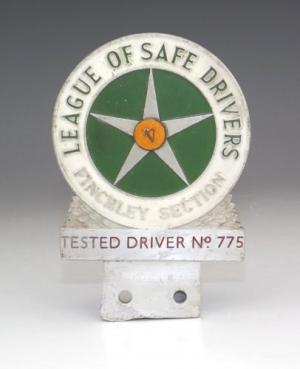 LEAGUE OF SAFE DRIVERS
FINCHLEY SECTION
TESTED DRIVER Nº 775